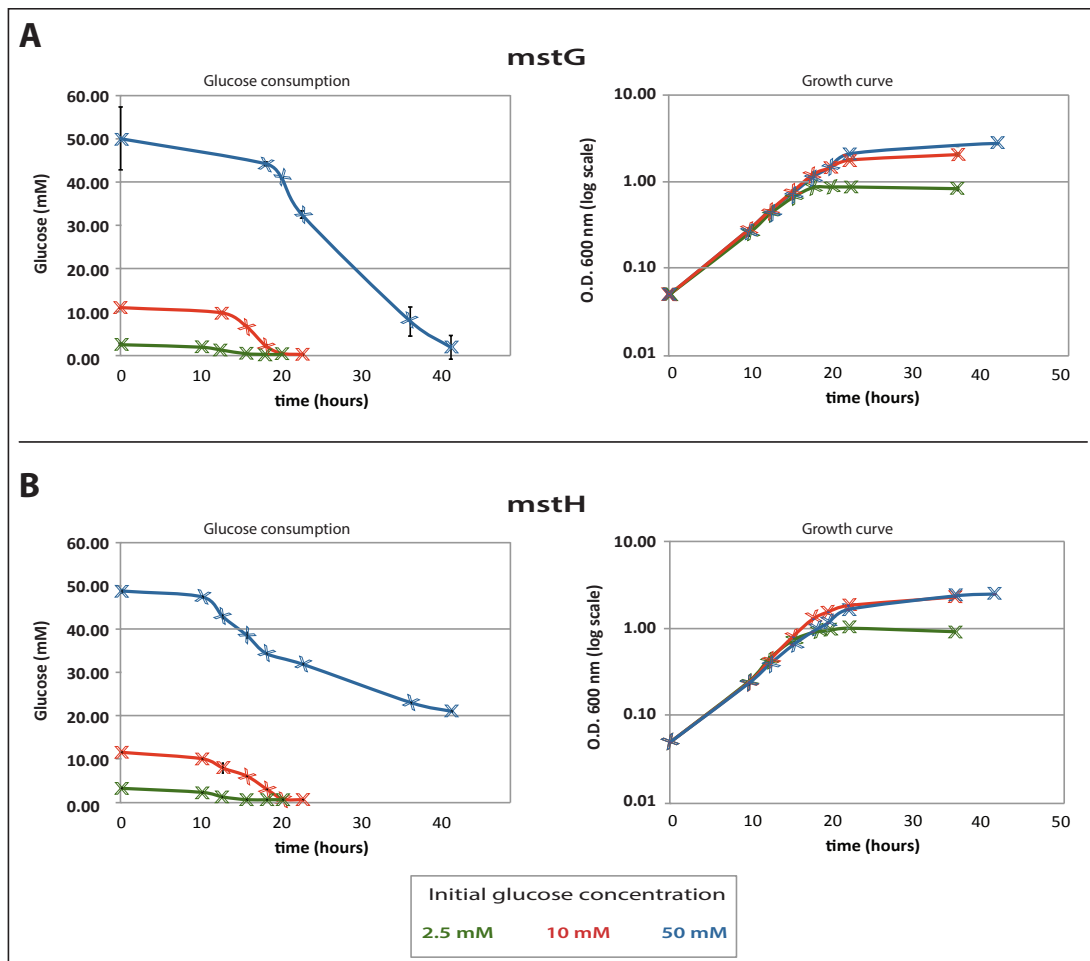 A
mstG
Glucose consumption
60.00
50.00
40.00
30.00
20.00
10.00
0.00
Glucose (mM)
0 10 20 30 40
time (hours)
Growth curve
10.00
1.00
0.10
0.01
O.D. 600 nm (log scale)
0 10 20 30 40 50
time (hours)
B
mstH
Glucose consumption
60.00
50.00
40.00
30.00
20.00
10.00
0.00
Glucose (mM)
0 10 20 30 40
time (hours)
Growth curve
10.00
1.00
0.10
0.01
O.D. 600 nm (log scale)
0 10 20 30 40 50
time (hours)
Initial glucose concentration
2.5 mM 10 mM 50 mM